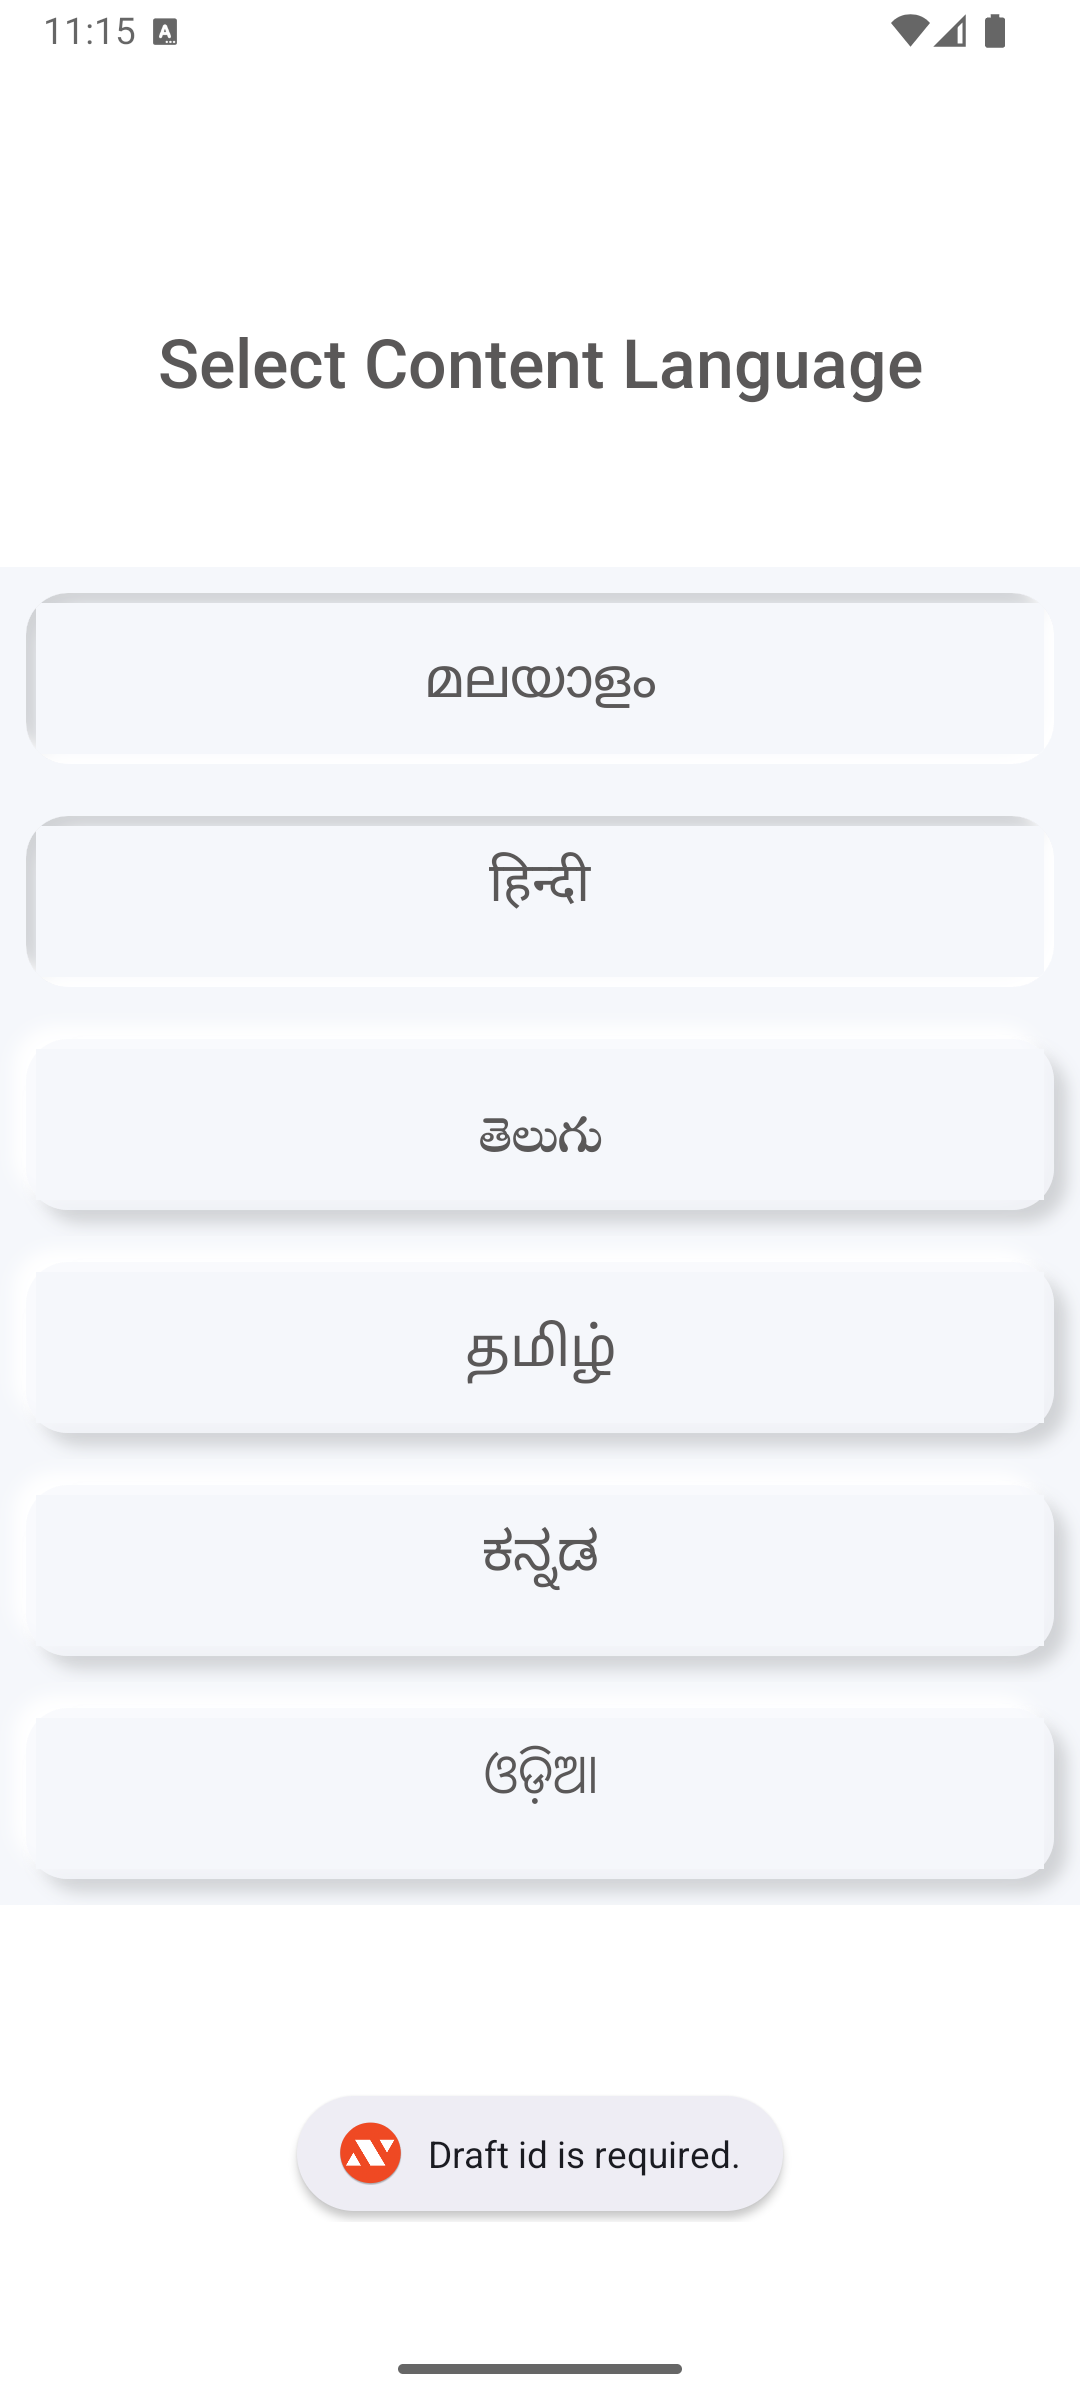 11:15
Select Content Language
മലയാളം
हिन्दी
తెలుగు
தமிழ்
ಕನ್ನಡ
ଓଡ଼ିଆ
Draft id is required.